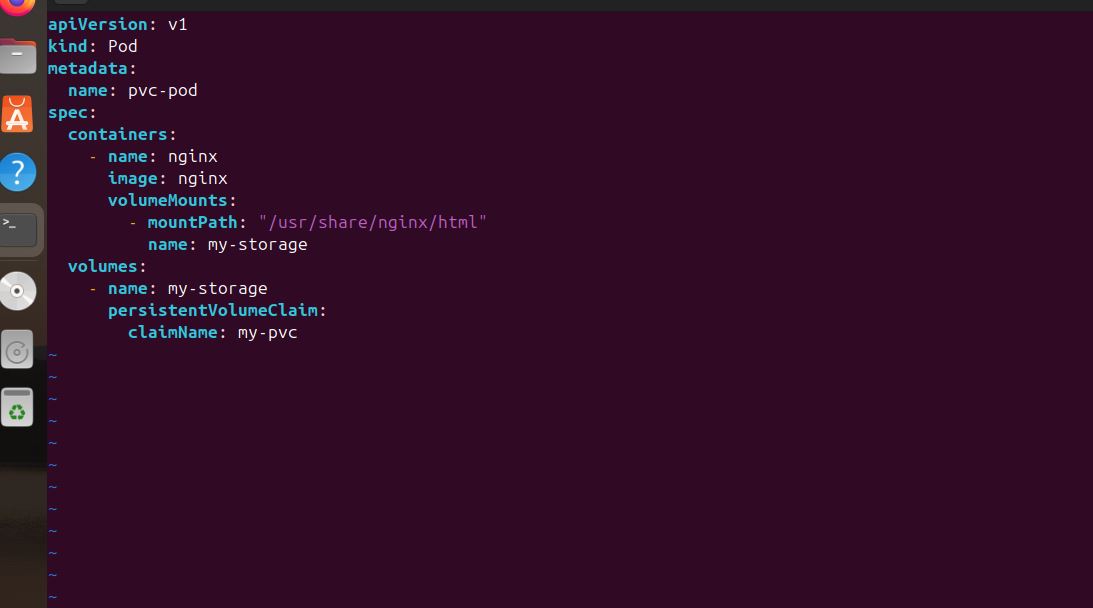 apiVersion: v1
kind: Pod
metadata:
  name: pvc-pod
spec:
  containers:
    - name: nginx
      image: nginx
      volumeMounts:
        - mountPath: "/usr/share/nginx/html"
          name: my-storage
  volumes:
    - name: my-storage
      persistentVolumeClaim:
        claimName: my-pvc
~
~
~
~
~
~
~
~
~
~
~
~